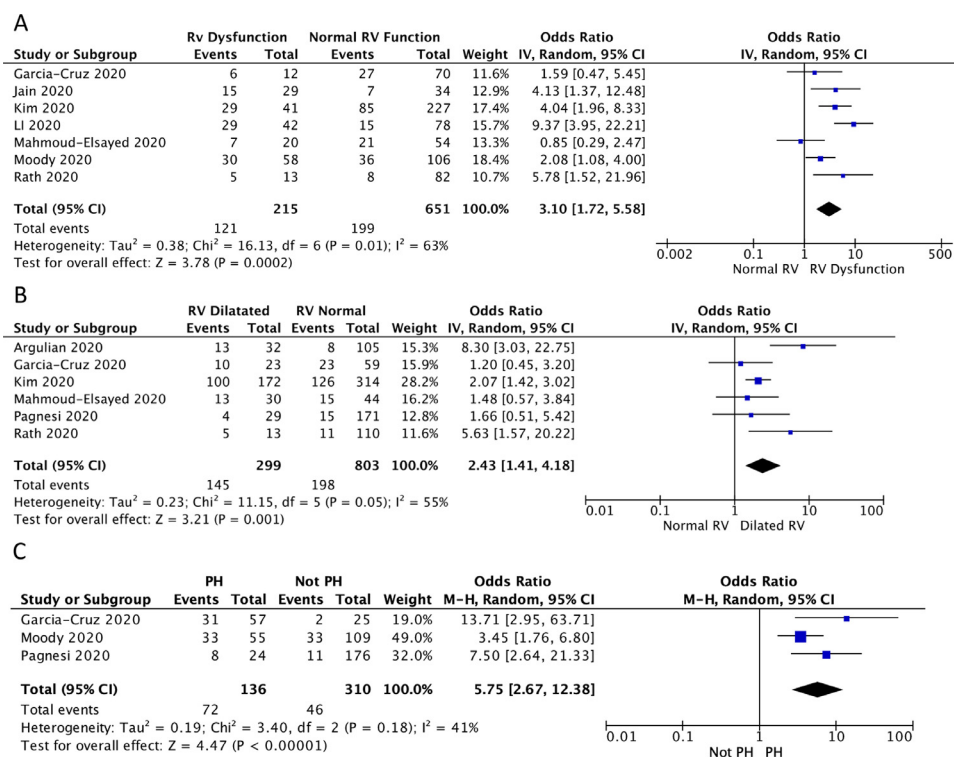 A
Rv Dysfunction Normal RV Function Odds Ratio Odds Ratio
Study or Subgroup Events Total Events Total Weight IV, Random, 95% CI IV, Random, 95% CI
Garcia-Cruz 2020 6 12 27 70 11.6% 1.59 [0.47, 5.45]
Jain 2020 15 29 7 34 12.9% 4.13 [1.37, 12.48]
Kim 2020 29 41 85 227 17.4% 4.04 [1.96, 8.33]
LI 2020 29 42 15 78 15.7% 9.37 [3.95, 22.21]
Mahmoud-Elsayed 2020 7 20 21 54 13.3% 0.85 [0.29, 2.47]
Moody 2020 30 58 36 106 18.4% 2.08 [1.08, 4.00]
Rath 2020 5 13 8 82 10.7% 5.78 [1.52, 21.96]
Total (95% CI) 215 651 100.0% 3.10 [1.72, 5.58]
Total events 121 199
Heterogeneity: Tau² = 0.38; Chi² = 16.13, df = 6 (P = 0.01); I² = 63%
Test for overall effect: Z = 3.78 (P = 0.0002)
0.002 0.1 1 10 500
Normal RV RV Dysfunction
B
RV Dilatated RV Normal Odds Ratio Odds Ratio
Study or Subgroup Events Total Events Total Weight IV, Random, 95% CI IV, Random, 95% CI
Argulian 2020 13 32 8 105 15.3% 8.30 [3.03, 22.75]
Garcia-Cruz 2020 10 23 23 59 15.9% 1.20 [0.45, 3.20]
Kim 2020 100 172 126 314 28.2% 2.07 [1.42, 3.02]
Mahmoud-Elsayed 2020 13 30 15 44 16.2% 1.48 [0.57, 3.84]
Pagnesi 2020 4 29 15 171 12.8% 1.66 [0.51, 5.42]
Rath 2020 5 13 11 110 11.6% 5.63 [1.57, 20.22]
Total (95% CI) 299 803 100.0% 2.43 [1.41, 4.18]
Total events 145 198
Heterogeneity: Tau² = 0.23; Chi² = 11.15, df = 5 (P = 0.05); I² = 55%
Test for overall effect: Z = 3.21 (P = 0.001)
0.01 0.1 1 10 100
Normal RV Dilated RV
C
PH Not PH Odds Ratio Odds Ratio
Study or Subgroup Events Total Events Total Weight M-H, Random, 95% CI M-H, Random, 95% CI
Garcia-Cruz 2020 31 57 2 25 19.0% 13.71 [2.95, 63.71]
Moody 2020 33 55 33 109 49.0% 3.45 [1.76, 6.80]
Pagnesi 2020 8 24 11 176 32.0% 7.50 [2.64, 21.33]
Total (95% CI) 136 310 100.0% 5.75 [2.67, 12.38]
Total events 72 46
Heterogeneity: Tau² = 0.19; Chi² = 3.40, df = 2 (P = 0.18); I² = 41%
Test for overall effect: Z = 4.47 (P < 0.00001)
0.01 0.1 1 10 100
Not PH PH